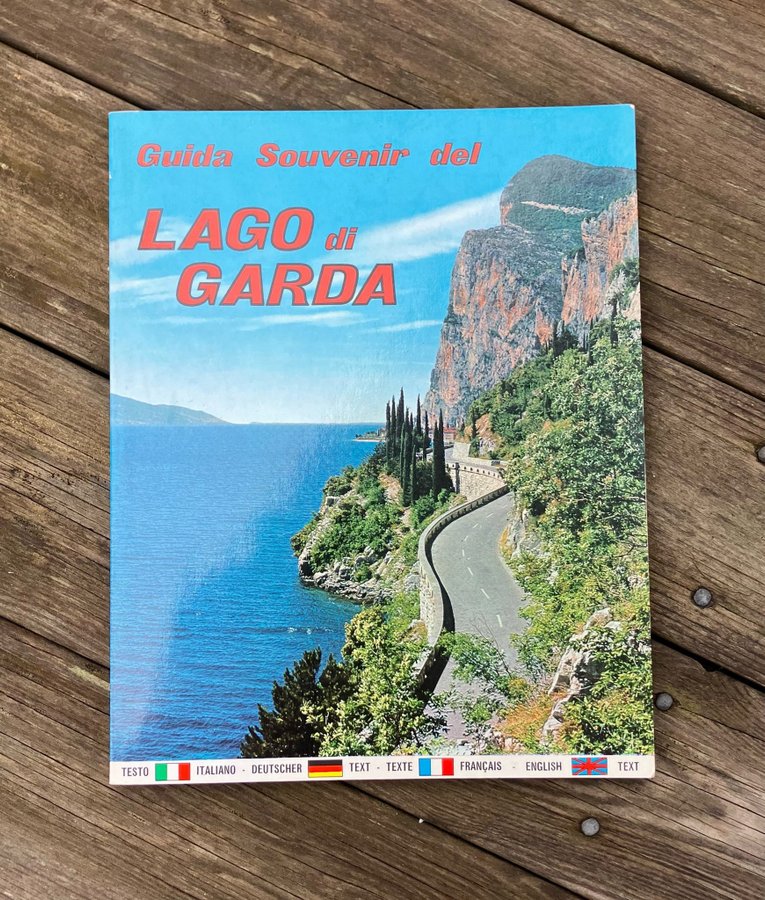 Guida Souvenir del
LAGO di
GARDA
TESTO ITALIANO - DEUTSCHER TEXT - TEXTE FRANÇAIS - ENGLISH TEXT